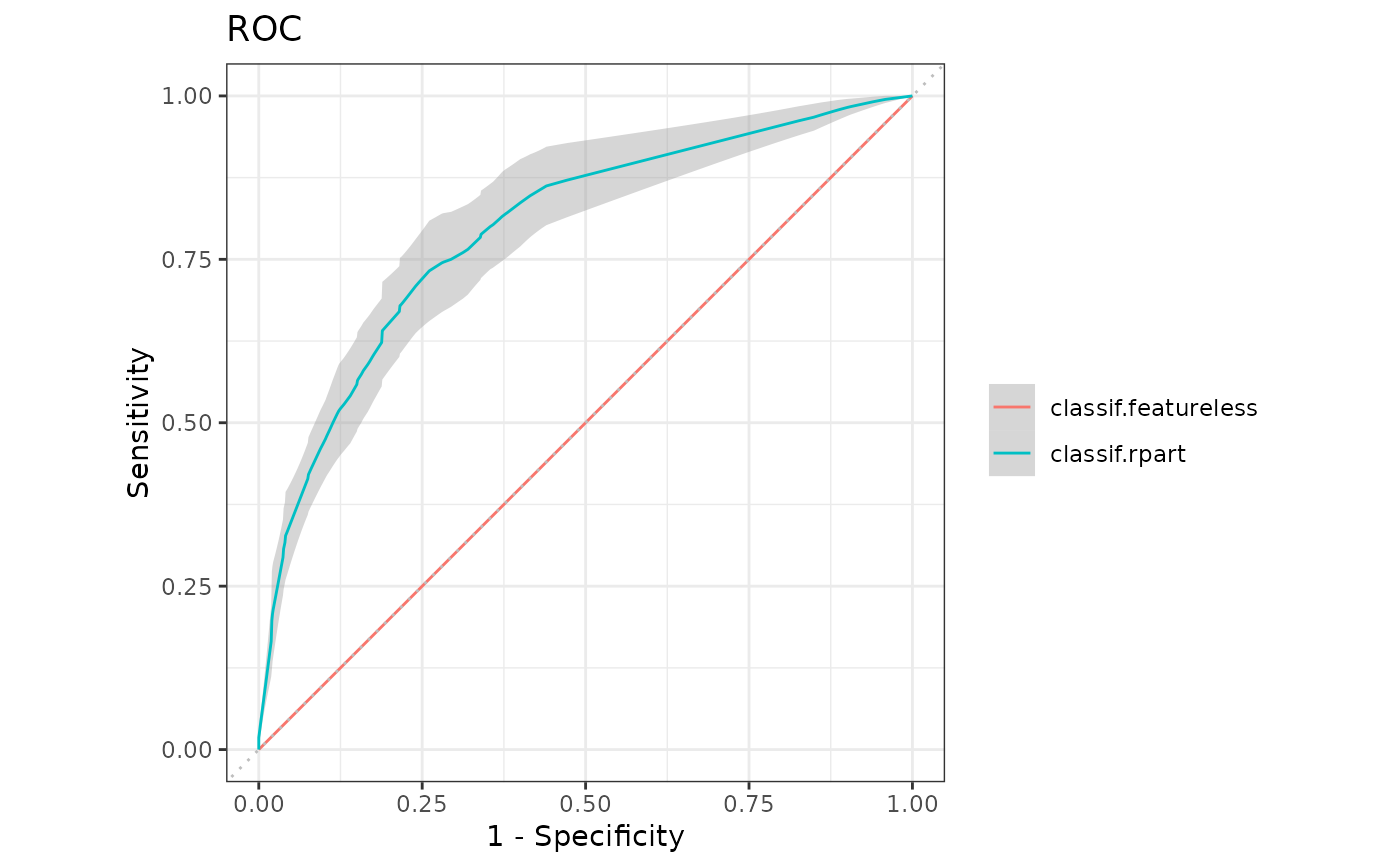 ROC
1.00
0.75
0.50
0.25
0.00
Sensitivity
0.00 0.25 0.50 0.75 1.00
1 - Specificity
classif.featureless
classif.rpart